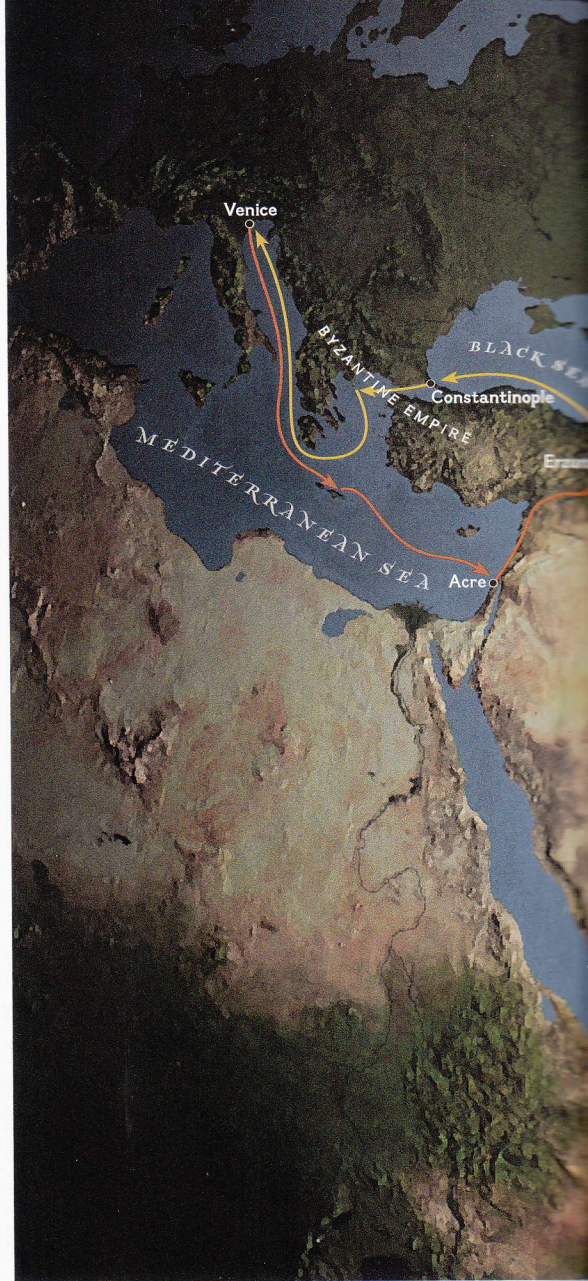 Venice
BYZANTINE EMPIRE
BLACK SEA
Constantinople
MEDITERRANEAN SEA
Acre